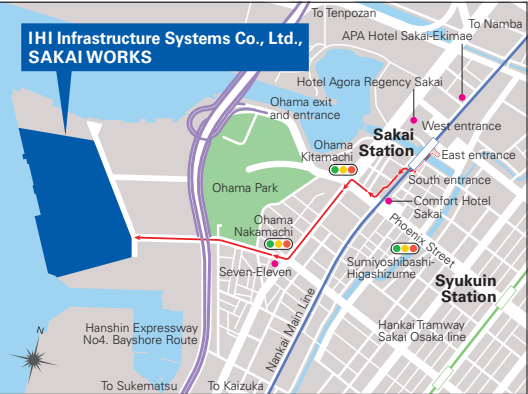 To Tenpozan
To Namba
IHI Infrastructure Systems Co., Ltd.,
SAKAI WORKS
APA Hotel Sakai-Ekimae
Hotel Agora Regency Sakai
Ohama exit
and entrance
West entrance
Sakai
Station
Ohama
Kitamachi
East entrance
South entrance
Ohama Park
Comfort Hotel
Sakai
Ohama
Nakamachi
Phoenix Street
Seven-Eleven
Sumiyoshibashi-
Higashizume
Syukuin
Station
Nankai Main Line
N
Hanshin Expressway
No4. Bayshore Route
Hankai Tramway
Sakai Osaka line
To Sukematsu
To Kaizuka